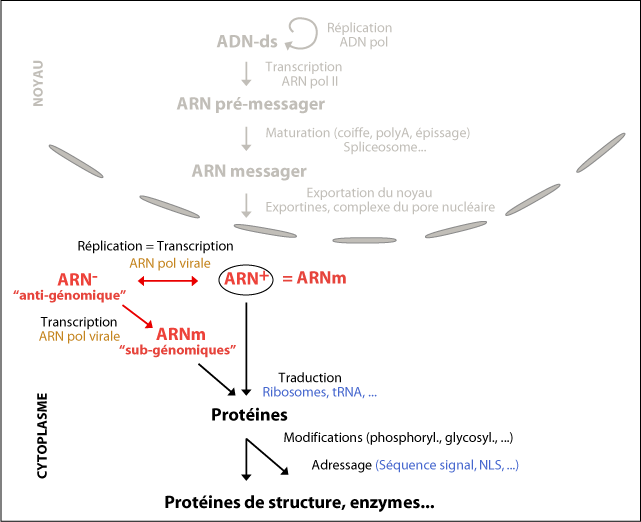 NOYAU
ADN-ds
Réplication
ADN pol
Transcription
ARN pol II
ARN pré-messager
Maturation (coiffe, polyA, épissage)
Spliceosome...
ARN messager
Exportation du noyau
Exportines, complexe du pore nucléaire
Réplication = Transcription
ARN pol virale
ARN-
"anti-génomique"
ARN+ = ARNm
Transcription
ARN pol virale
ARNm
"sub-génomiques"
Traduction
Ribosomes, tRNA, ...
CYTOPLASME
Protéines
Modifications (phosphoryl., glycosyl., ...)
Adressage (Séquence signal, NLS, ...)
Protéines de structure, enzymes...